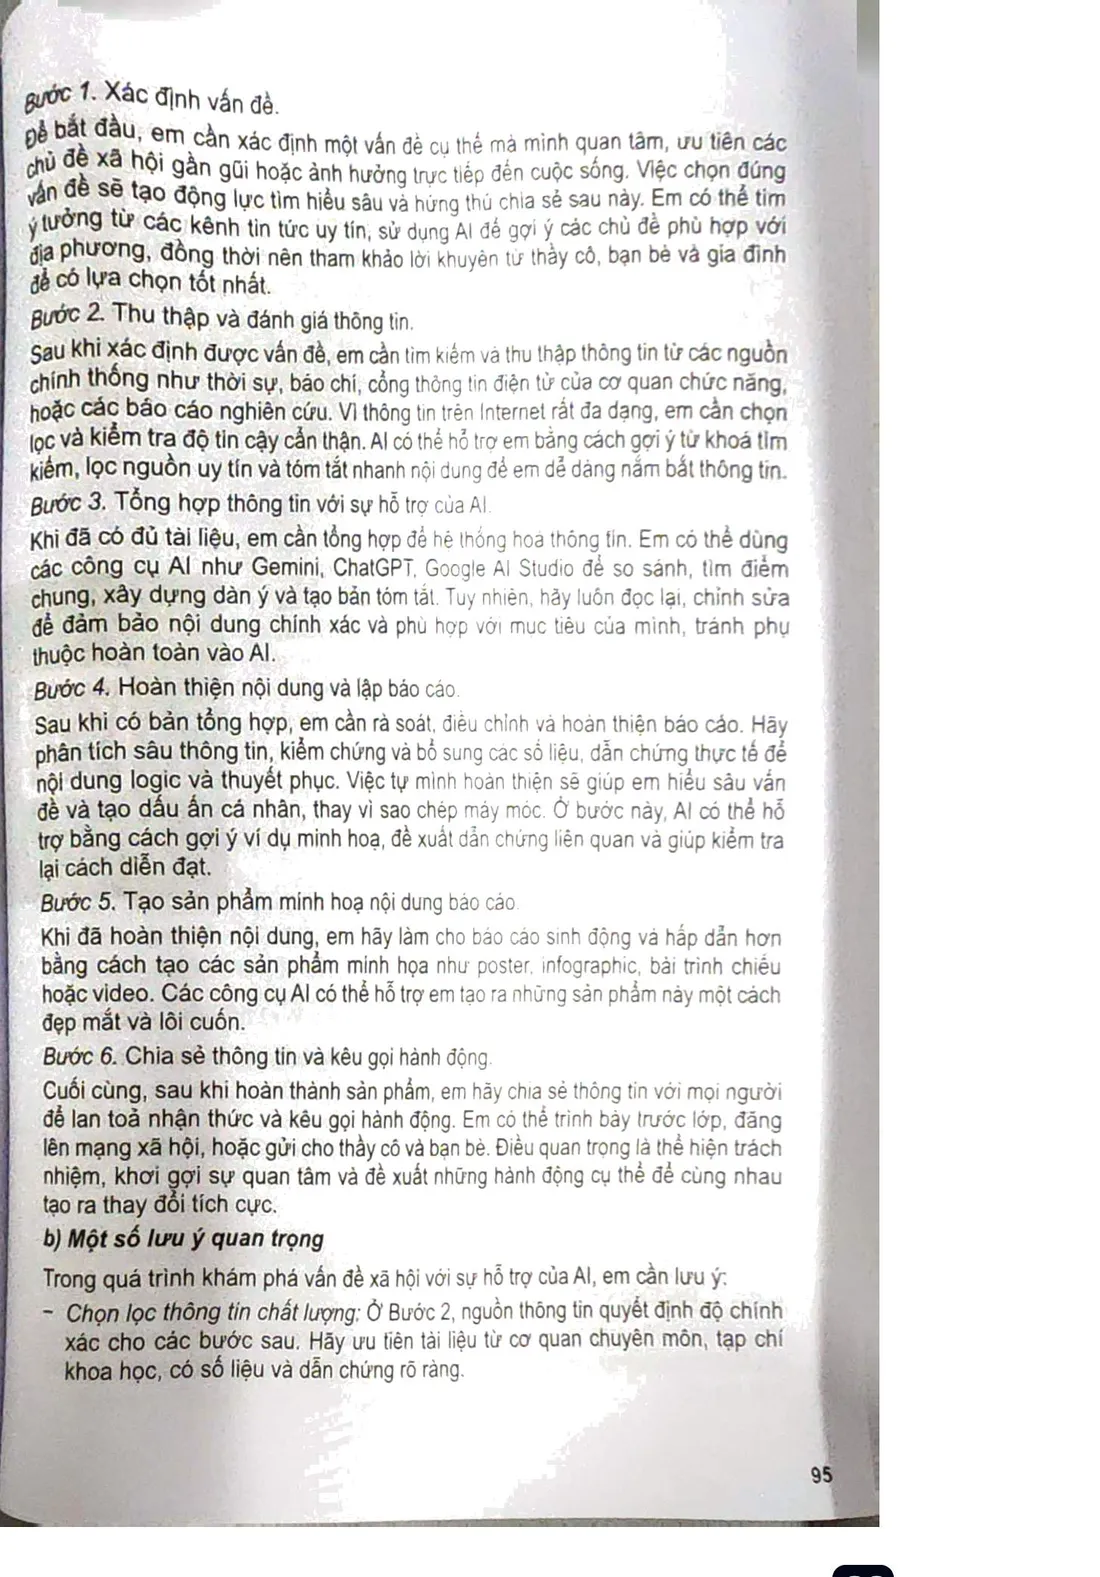 Bước 1. Xác định vấn đề.
Để bắt đầu, em cần xác định một vấn đề cụ thể mà mình quan tâm, ưu tiên các
chủ đề xã hội gần gũi hoặc ảnh hưởng trực tiếp đến cuộc sống. Việc chọn đúng
vấn đề sẽ tạo động lực tìm hiểu sâu và hứng thú chia sẻ sau này. Em có thể tìm
ý tưởng từ các kênh tin tức uy tín, sử dụng AI để gợi ý các chủ đề phù hợp với
địa phương, đồng thời nên tham khảo lời khuyên từ thầy cô, bạn bè và gia đình
để có lựa chọn tốt nhất.
Bước 2. Thu thập và đánh giá thông tin.
Sau khi xác định được vấn đề, em cần tìm kiếm và thu thập thông tin từ các nguồn
chính thống như thời sự, báo chí, cổng thông tin điện tử của cơ quan chức năng,
hoặc các báo cáo nghiên cứu. Vì thông tin trên Internet rất đa dạng, em cần chọn
lọc và kiểm tra độ tin cậy cẩn thận. AI có thể hỗ trợ em bằng cách gợi ý từ khoá tìm
kiếm, lọc nguồn uy tín và tóm tắt nhanh nội dung để em dễ dàng nắm bắt thông tin.
Bước 3. Tổng hợp thông tin với sự hỗ trợ của AI.
Khi đã có đủ tài liệu, em cần tổng hợp để hệ thống hoá thông tin. Em có thể dùng
các công cụ AI như Gemini, ChatGPT, Google AI Studio để so sánh, tìm điểm
chung, xây dựng dàn ý và tạo bản tóm tắt. Tuy nhiên, hãy luôn đọc lại, chỉnh sửa
để đảm bảo nội dung chính xác và phù hợp với mục tiêu của mình, tránh phụ
thuộc hoàn toàn vào AI.
Bước 4. Hoàn thiện nội dung và lập báo cáo.
Sau khi có bản tổng hợp, em cần rà soát, điều chỉnh và hoàn thiện báo cáo. Hãy
phân tích sâu thông tin, kiểm chứng và bổ sung các số liệu, dẫn chứng thực tế để
nội dung logic và thuyết phục. Việc tự mình hoàn thiện sẽ giúp em hiểu sâu vấn
đề và tạo dấu ấn cá nhân, thay vì sao chép máy móc. Ở bước này, AI có thể hỗ
trợ bằng cách gợi ý ví dụ minh hoạ, đề xuất dẫn chứng liên quan và giúp kiểm tra
lại cách diễn đạt.
Bước 5. Tạo sản phẩm minh hoạ nội dung báo cáo.
Khi đã hoàn thiện nội dung, em hãy làm cho báo cáo sinh động và hấp dẫn hơn
bằng cách tạo các sản phẩm minh họa như poster, infographic, bài trình chiếu
hoặc video. Các công cụ AI có thể hỗ trợ em tạo ra những sản phẩm này một cách
đẹp mắt và lôi cuốn.
Bước 6. Chia sẻ thông tin và kêu gọi hành động.
Cuối cùng, sau khi hoàn thành sản phẩm, em hãy chia sẻ thông tin với mọi người
để lan toả nhận thức và kêu gọi hành động. Em có thể trình bày trước lớp, đăng
lên mạng xã hội, hoặc gửi cho thầy cô và bạn bè. Điều quan trọng là thể hiện trách
nhiệm, khơi gợi sự quan tâm và đề xuất những hành động cụ thể để cùng nhau
tạo ra thay đổi tích cực.
b) Một số lưu ý quan trọng
Trong quá trình khám phá vấn đề xã hội với sự hỗ trợ của AI, em cần lưu ý:
– Chọn lọc thông tin chất lượng: Ở Bước 2, nguồn thông tin quyết định độ chính
xác cho các bước sau. Hãy ưu tiên tài liệu từ cơ quan chuyên môn, tạp chí
khoa học, có số liệu và dẫn chứng rõ ràng.
95